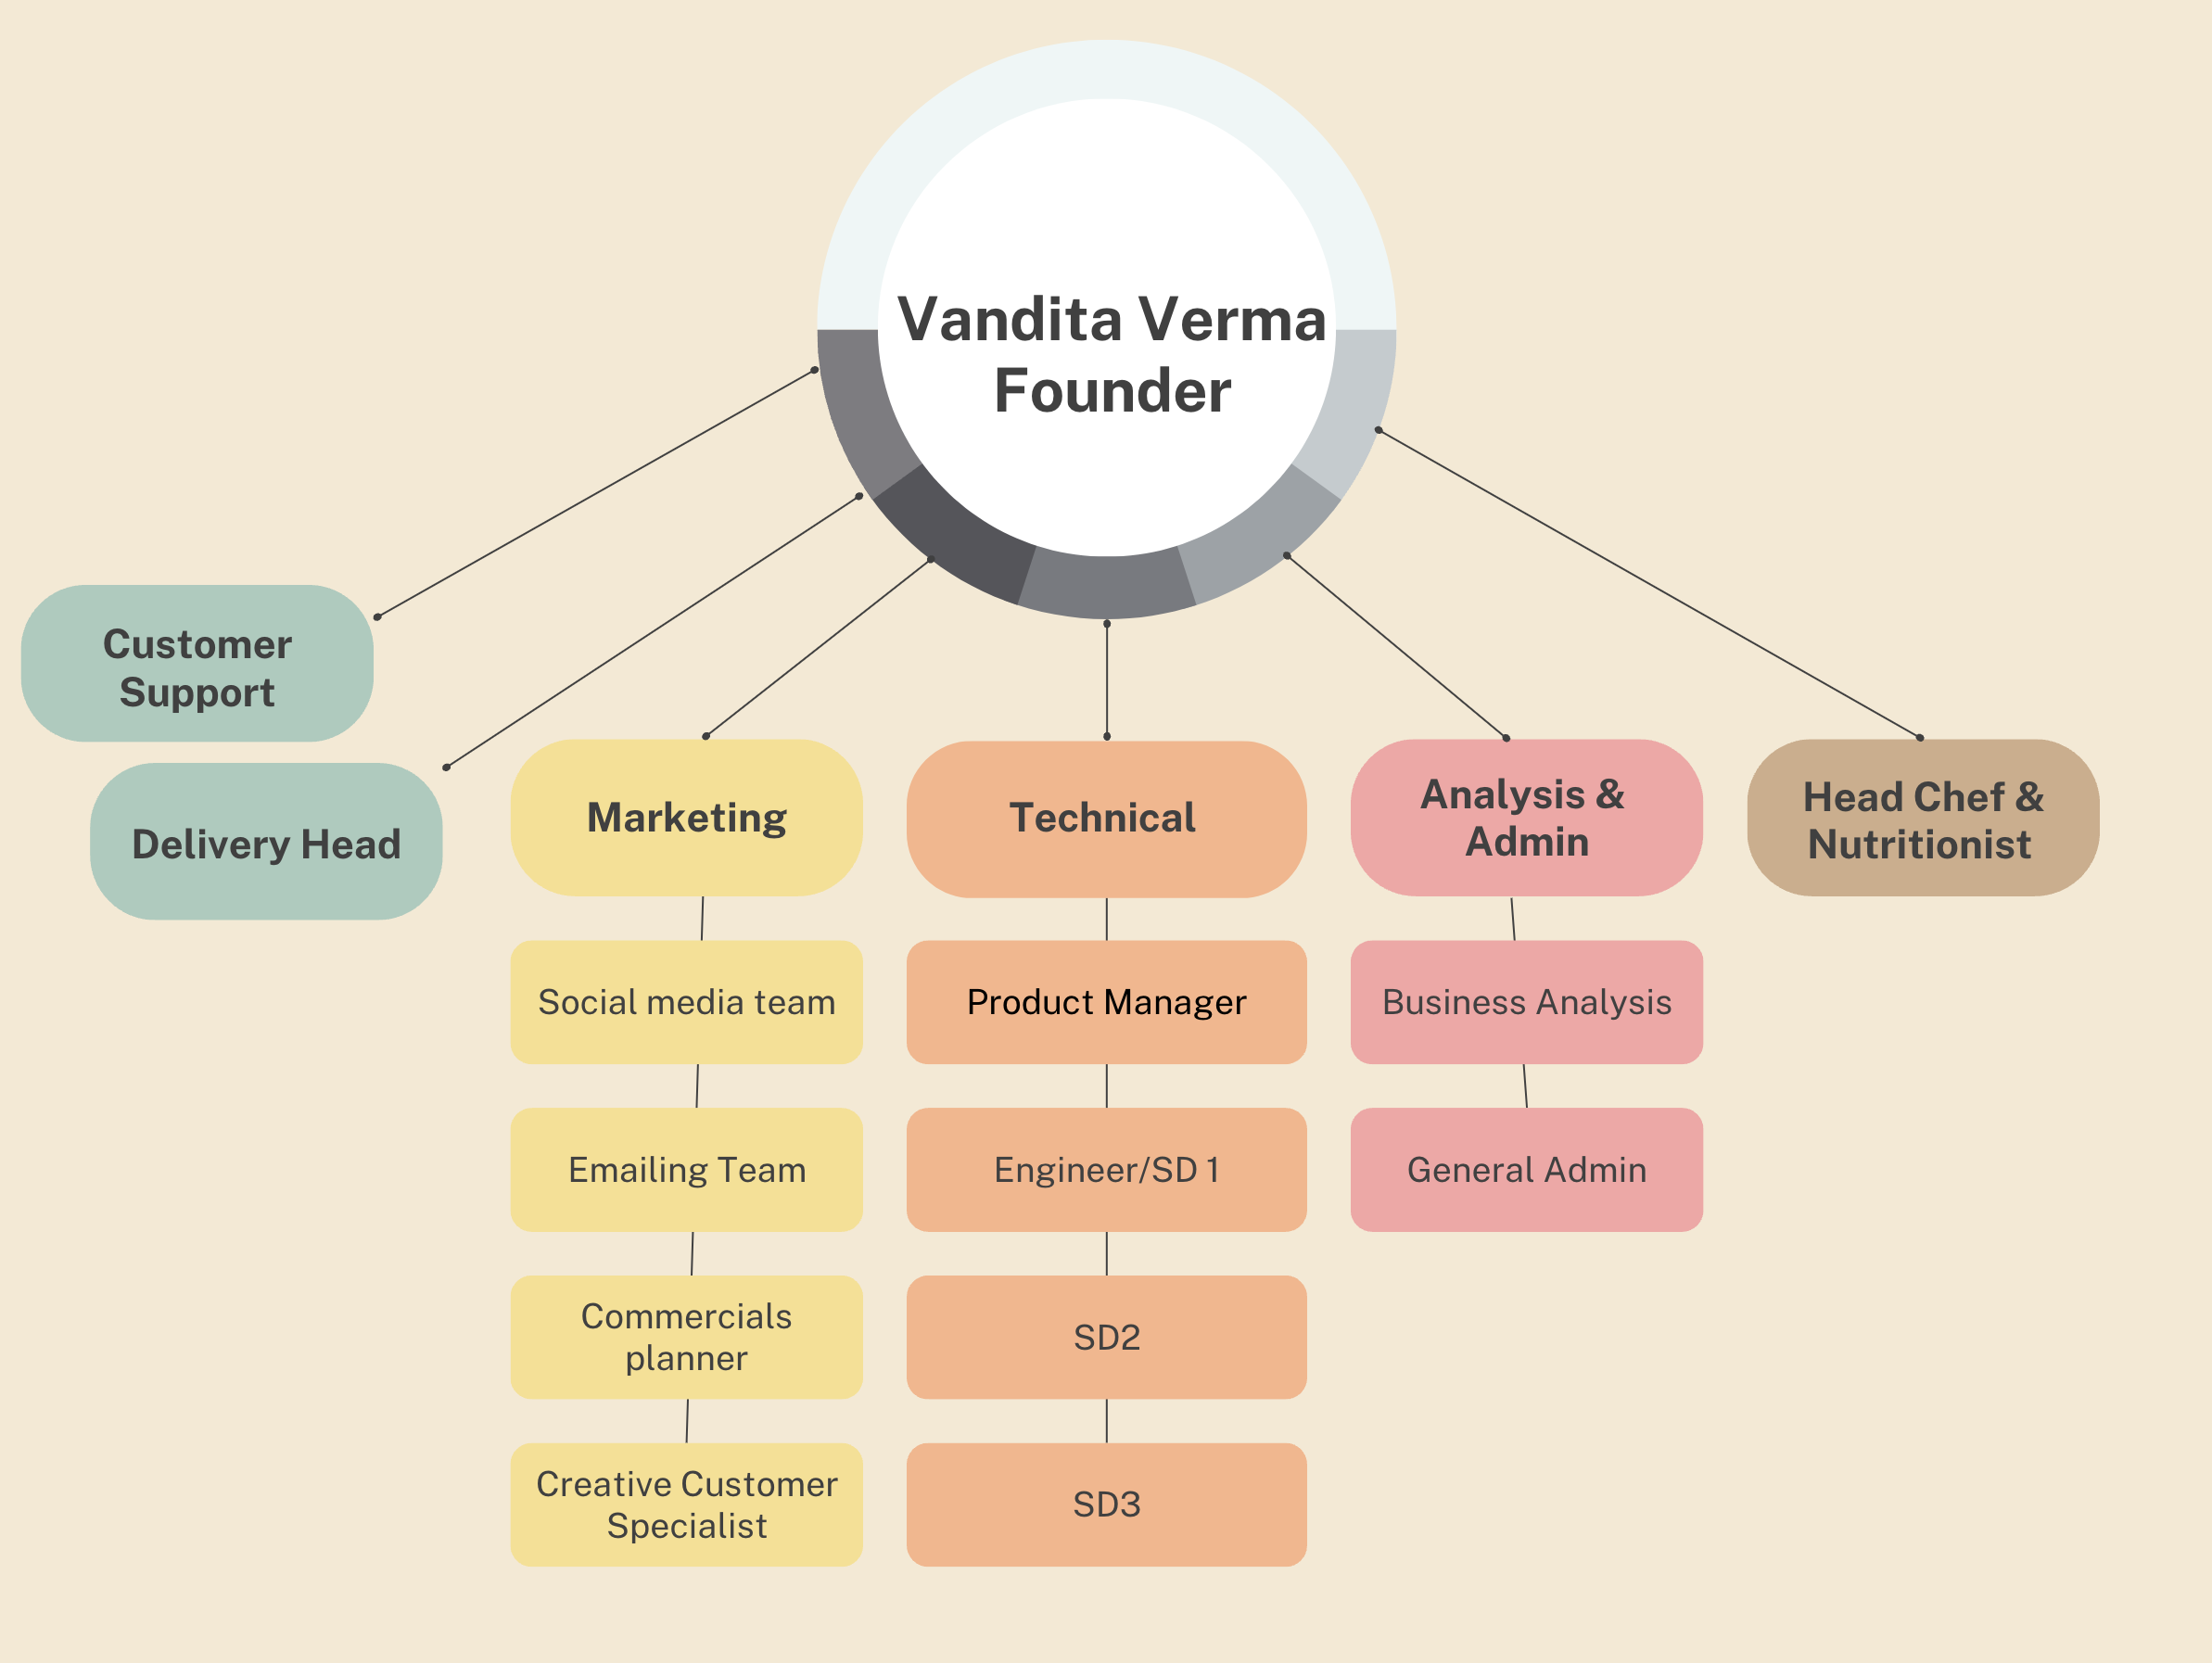 Vandita Verma
Founder
Customer
Support
Delivery Head
Marketing
Technical
Analysis &
Admin
Head Chef &
Nutritionist
Social media team
Product Manager
Business Analysis
Emailing Team
Engineer/SD 1
General Admin
Commercials
planner
SD2
Creative Customer
Specialist
SD3